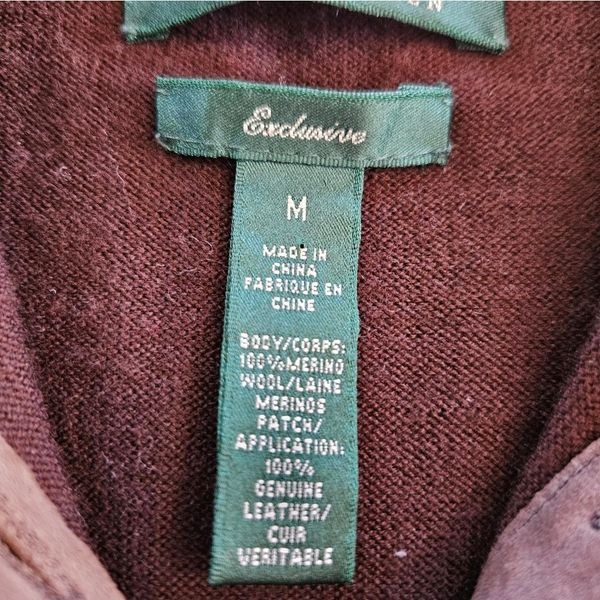 Exclusive
M
MADE IN
CHINA
FABRIQUE EN
CHINE
BODY/CORPS:
100%MERINO
WOOL/LAINE
MERINOS
PATCH/
APPLICATION:
100%
GENUINE
LEATHER/
CUIR
VERITABLE